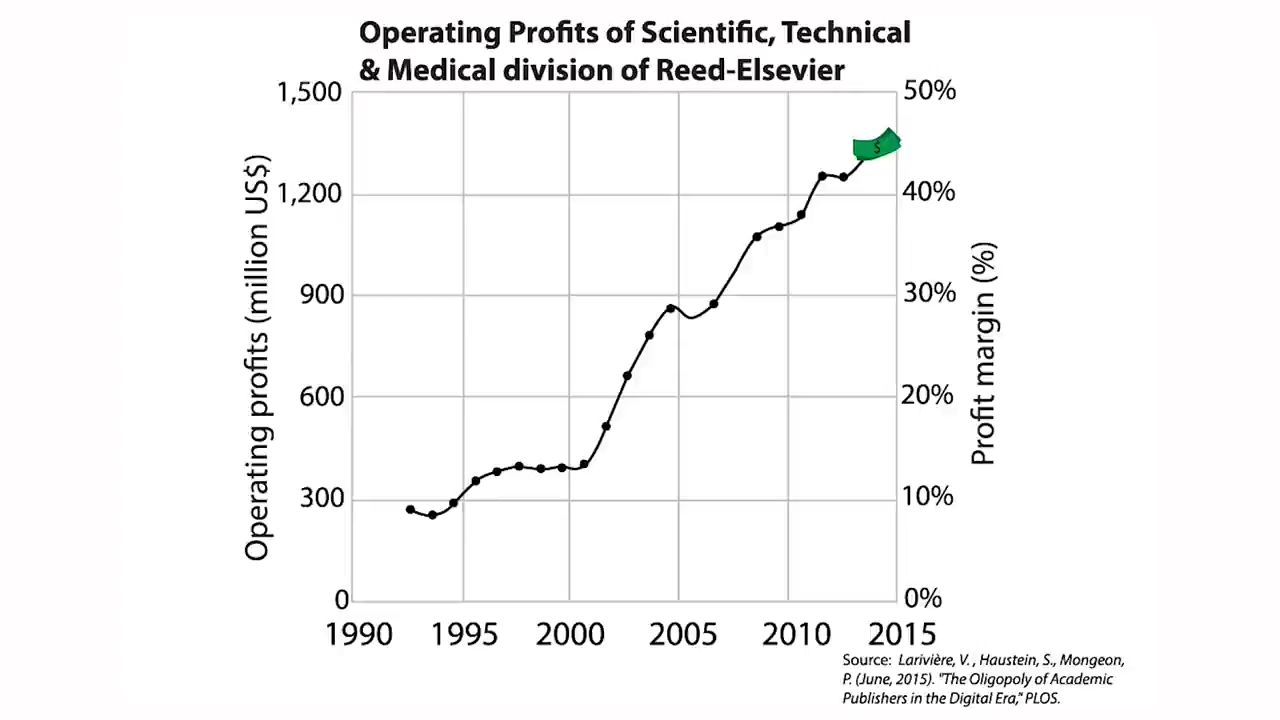 Operating Profits of Scientific, Technical
& Medical division of Reed-Elsevier
Operating profits (million US$)
1,500
1,200
900
600
300
0
50%
40%
30%
20%
10%
0%
Profit margin (%)
$
1990 1995 2000 2005 2010 2015
Source: Larivière, V. , Haustein, S., Mongeon,
P. (June, 2015). "The Oligopoly of Academic
Publishers in the Digital Era," PLOS.